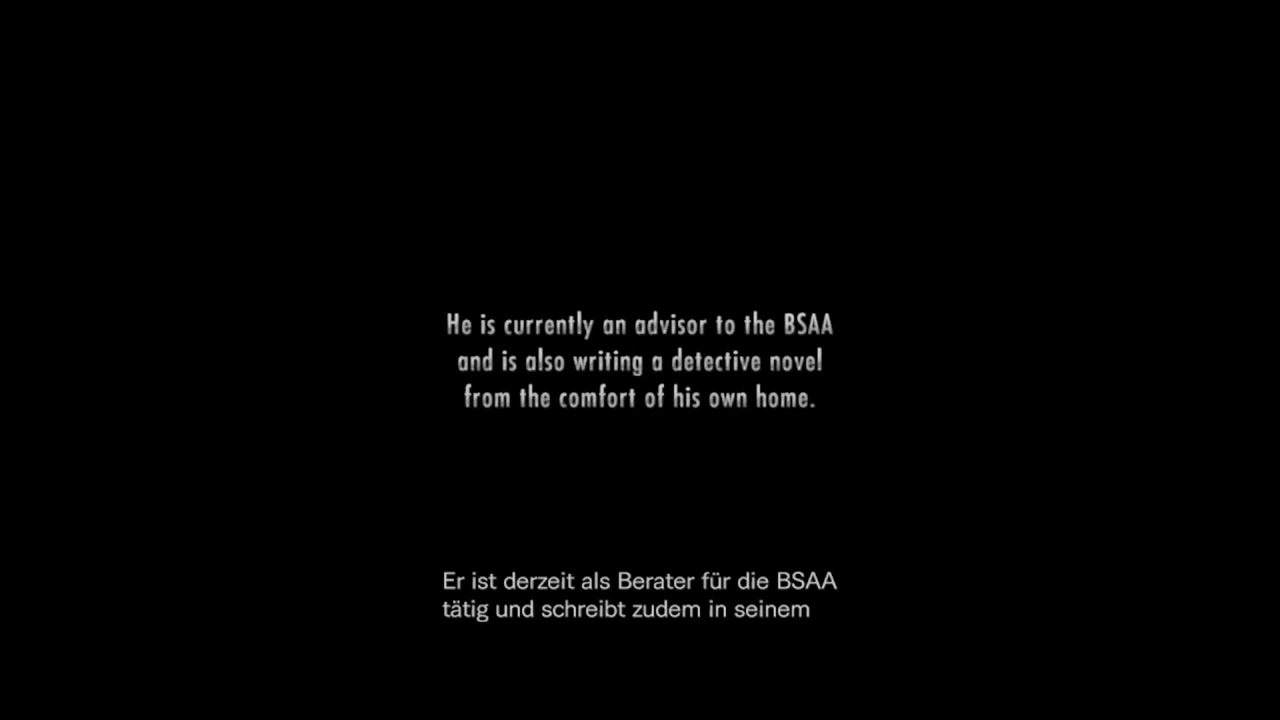 He is currently an advisor to the BSAA
and is also writing a detective novel
from the comfort of his own home.
Er ist derzeit als Berater für die BSAA
tätig und schreibt zudem in seinem